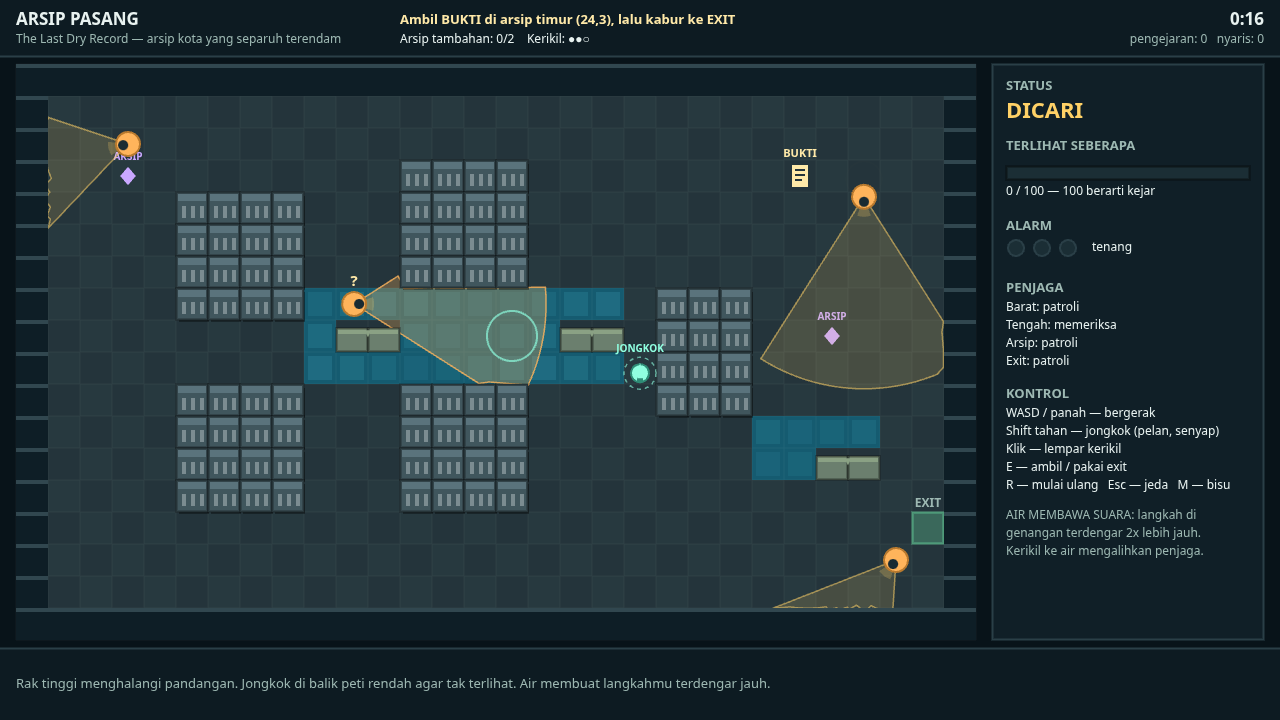 ARSIP PASANG
The Last Dry Record — arsip kota yang separuh terendam
Ambil BUKTI di arsip timur (24,3), lalu kabur ke EXIT
Arsip tambahan: 0/2 Kerikil: ●●○
0:16
pengejaran: 0 nyaris: 0
ARSIP
BUKTI
?
ARSIP
JONGKOK
EXIT
STATUS
DICARI
TERLIHAT SEBERAPA
0 / 100 — 100 berarti kejar
ALARM
tenang
PENJAGA
Barat: patroli
Tengah: memeriksa
Arsip: patroli
Exit: patroli
KONTROL
WASD / panah — bergerak
Shift tahan — jongkok (pelan, senyap)
Klik — lempar kerikil
E — ambil / pakai exit
R — mulai ulang Esc — jeda M — bisu
AIR MEMBAWA SUARA: langkah di
genangan terdengar 2x lebih jauh.
Kerikil ke air mengalihkan penjaga.
Rak tinggi menghalangi pandangan. Jongkok di balik peti rendah agar tak terlihat. Air membuat langkahmu terdengar jauh.